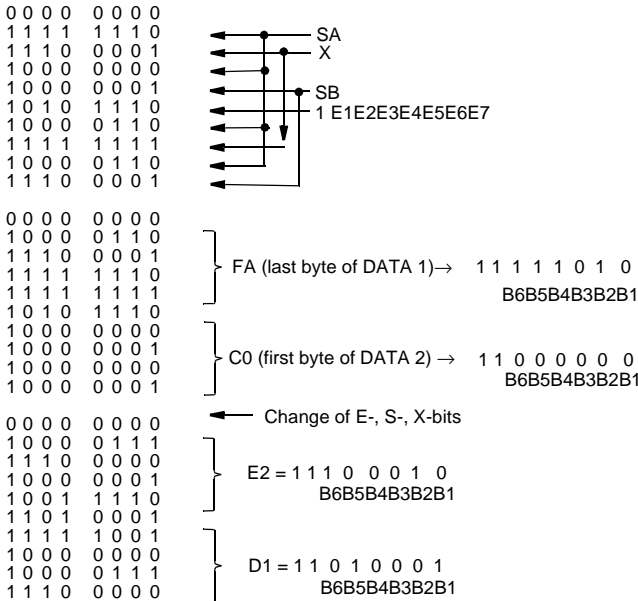 0 0 0 0 0 0 0 0
1 1 1 1 1 1 1 0 SA
1 1 1 0 0 0 0 1 X
1 0 0 0 0 0 0 0
1 0 0 0 0 0 0 1 SB
1 0 1 0 1 1 1 0 1 E1E2E3E4E5E6E7
1 0 0 0 0 1 1 0
1 1 1 1 1 1 1 1
1 0 0 0 0 1 1 0
1 1 1 0 0 0 0 1
0 0 0 0 0 0 0 0
1 0 0 0 0 1 1 0
1 1 1 0 0 0 0 1
1 1 1 1 1 1 1 0 FA (last byte of DATA 1)→ 1 1 1 1 1 0 1 0
1 1 1 1 1 1 1 1 B6B5B4B3B2B1
1 0 1 0 1 1 1 0
1 0 0 0 0 0 0 0
1 0 0 0 0 0 0 1 C0 (first byte of DATA 2) → 1 1 0 0 0 0 0 0
1 0 0 0 0 0 0 0 B6B5B4B3B2B1
1 0 0 0 0 0 0 1
0 0 0 0 0 0 0 0 Change of E-, S-, X-bits
1 0 0 0 0 1 1 1
1 1 1 0 0 0 0 0
1 0 0 0 0 0 0 1 E2 = 1 1 1 0 0 0 1 0
1 0 0 1 1 1 1 0 B6B5B4B3B2B1
1 1 0 1 0 0 0 1
1 1 1 1 1 0 0 1
1 0 0 0 0 0 0 0
1 0 0 0 0 1 1 1 D1 = 1 1 0 1 0 0 0 1
1 1 1 0 0 0 0 0 B6B5B4B3B2B1